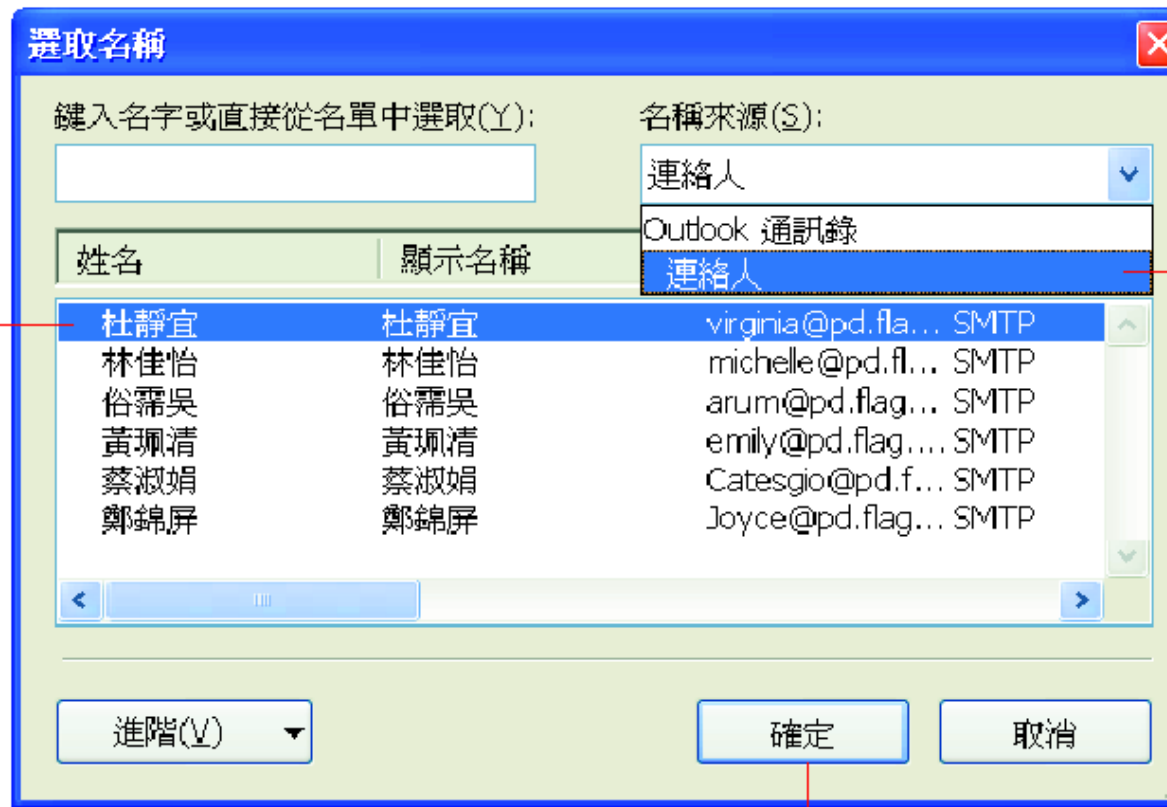 選取名稱
鍵入名字或直接從名單中選取(Y):
名稱來源(S):
連絡人
Outlook 通訊錄
連絡人
姓名 顯示名稱
杜靜宜 杜靜宜 virginia@pd.fla... SMTP
林佳怡 林佳怡 michelle@pd.fl... SMTP
俗霈吳 俗霈吳 arum@pd.flag... SMTP
黃珮清 黃珮清 emily@pd.flag.... SMTP
蔡淑娟 蔡淑娟 Catesgio@pd.f... SMTP
鄭錦屏 鄭錦屏 Joyce@pd.flag... SMTP
進階(V) 確定 取消